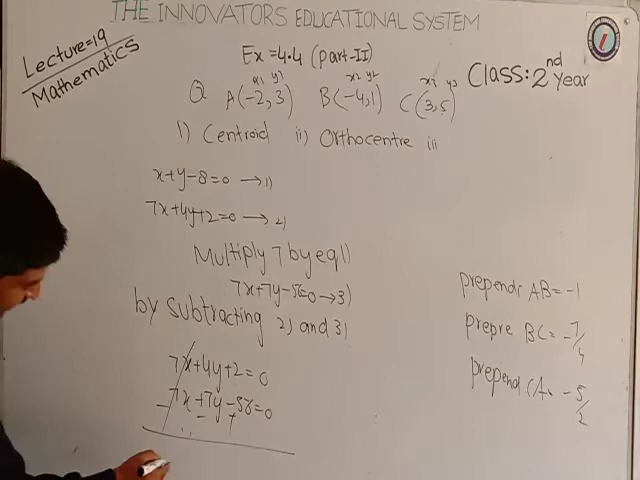 THE INNOVATORS EDUCATIONAL SYSTEM
Lecture=19
Mathematics
Ex=4.4 (part-II)
Class: 2nd year
x1 y1 x2 y2 x3 y3
Q A(-2,3) B(-4,1) C(3,5)
i) Centroid ii) Orthocentre iii
x+y-8=0 → 1)
7x+4y+2=0 → 2)
Multiply 7 by eq 1)
7x+7y-56=0 → 3)
by subtracting 2) and 3)
7x+4y+2=0
-7x+7y-56=0
- +
prependr AB=-1
prepre BC=-7/4
prepend CA= -5/2